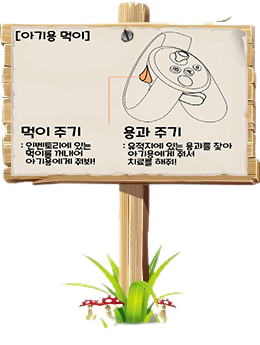 [아기용 먹이]
먹이 주기
: 인벤토리에 있는
먹이를 꺼내어
아기용에게 줘봐!
용과 주기
: 유적지에 있는 용과를 찾아
아기용에게 줘서
치료를 해줘!